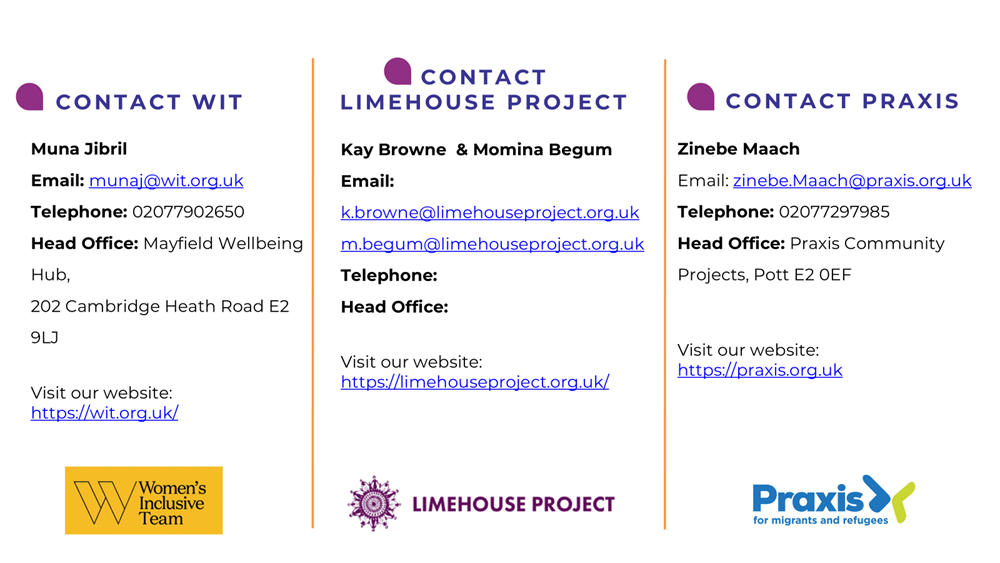 CONTACT WIT
Muna Jibril
Email: munaj@wit.org.uk
Telephone: 02077902650
Head Office: Mayfield Wellbeing
Hub,
202 Cambridge Heath Road E2
9LJ
Visit our website:
https://wit.org.uk/
Women's
Inclusive
Team
CONTACT
LIMEHOUSE PROJECT
Kay Browne & Momina Begum
Email:
k.browne@limehouseproject.org.uk
m.begum@limehouseproject.org.uk
Telephone:
Head Office:
Visit our website:
https://limehouseproject.org.uk/
LIMEHOUSE PROJECT
CONTACT PRAXIS
Zinebe Maach
Email: zinebe.Maach@praxis.org.uk
Telephone: 02077297985
Head Office: Praxis Community
Projects, Pott E2 0EF
Visit our website:
https://praxis.org.uk
Praxis
for migrants and refugees